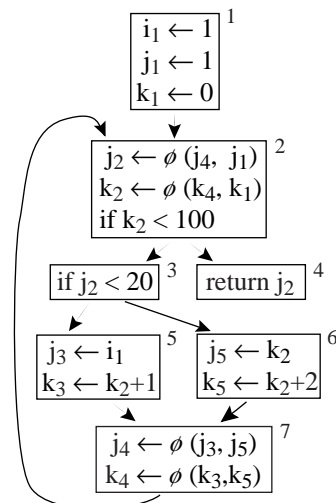 1
i₁ ← 1
j₁ ← 1
k₁ ← 0
2
j₂ ← ϕ (j₄, j₁)
k₂ ← ϕ (k₄, k₁)
if k₂ < 100
3
if j₂ < 20
4
return j₂
5
j₃ ← i₁
k₃ ← k₂+1
6
j₅ ← k₂
k₅ ← k₂+2
7
j₄ ← ϕ (j₃, j₅)
k₄ ← ϕ (k₃,k₅)